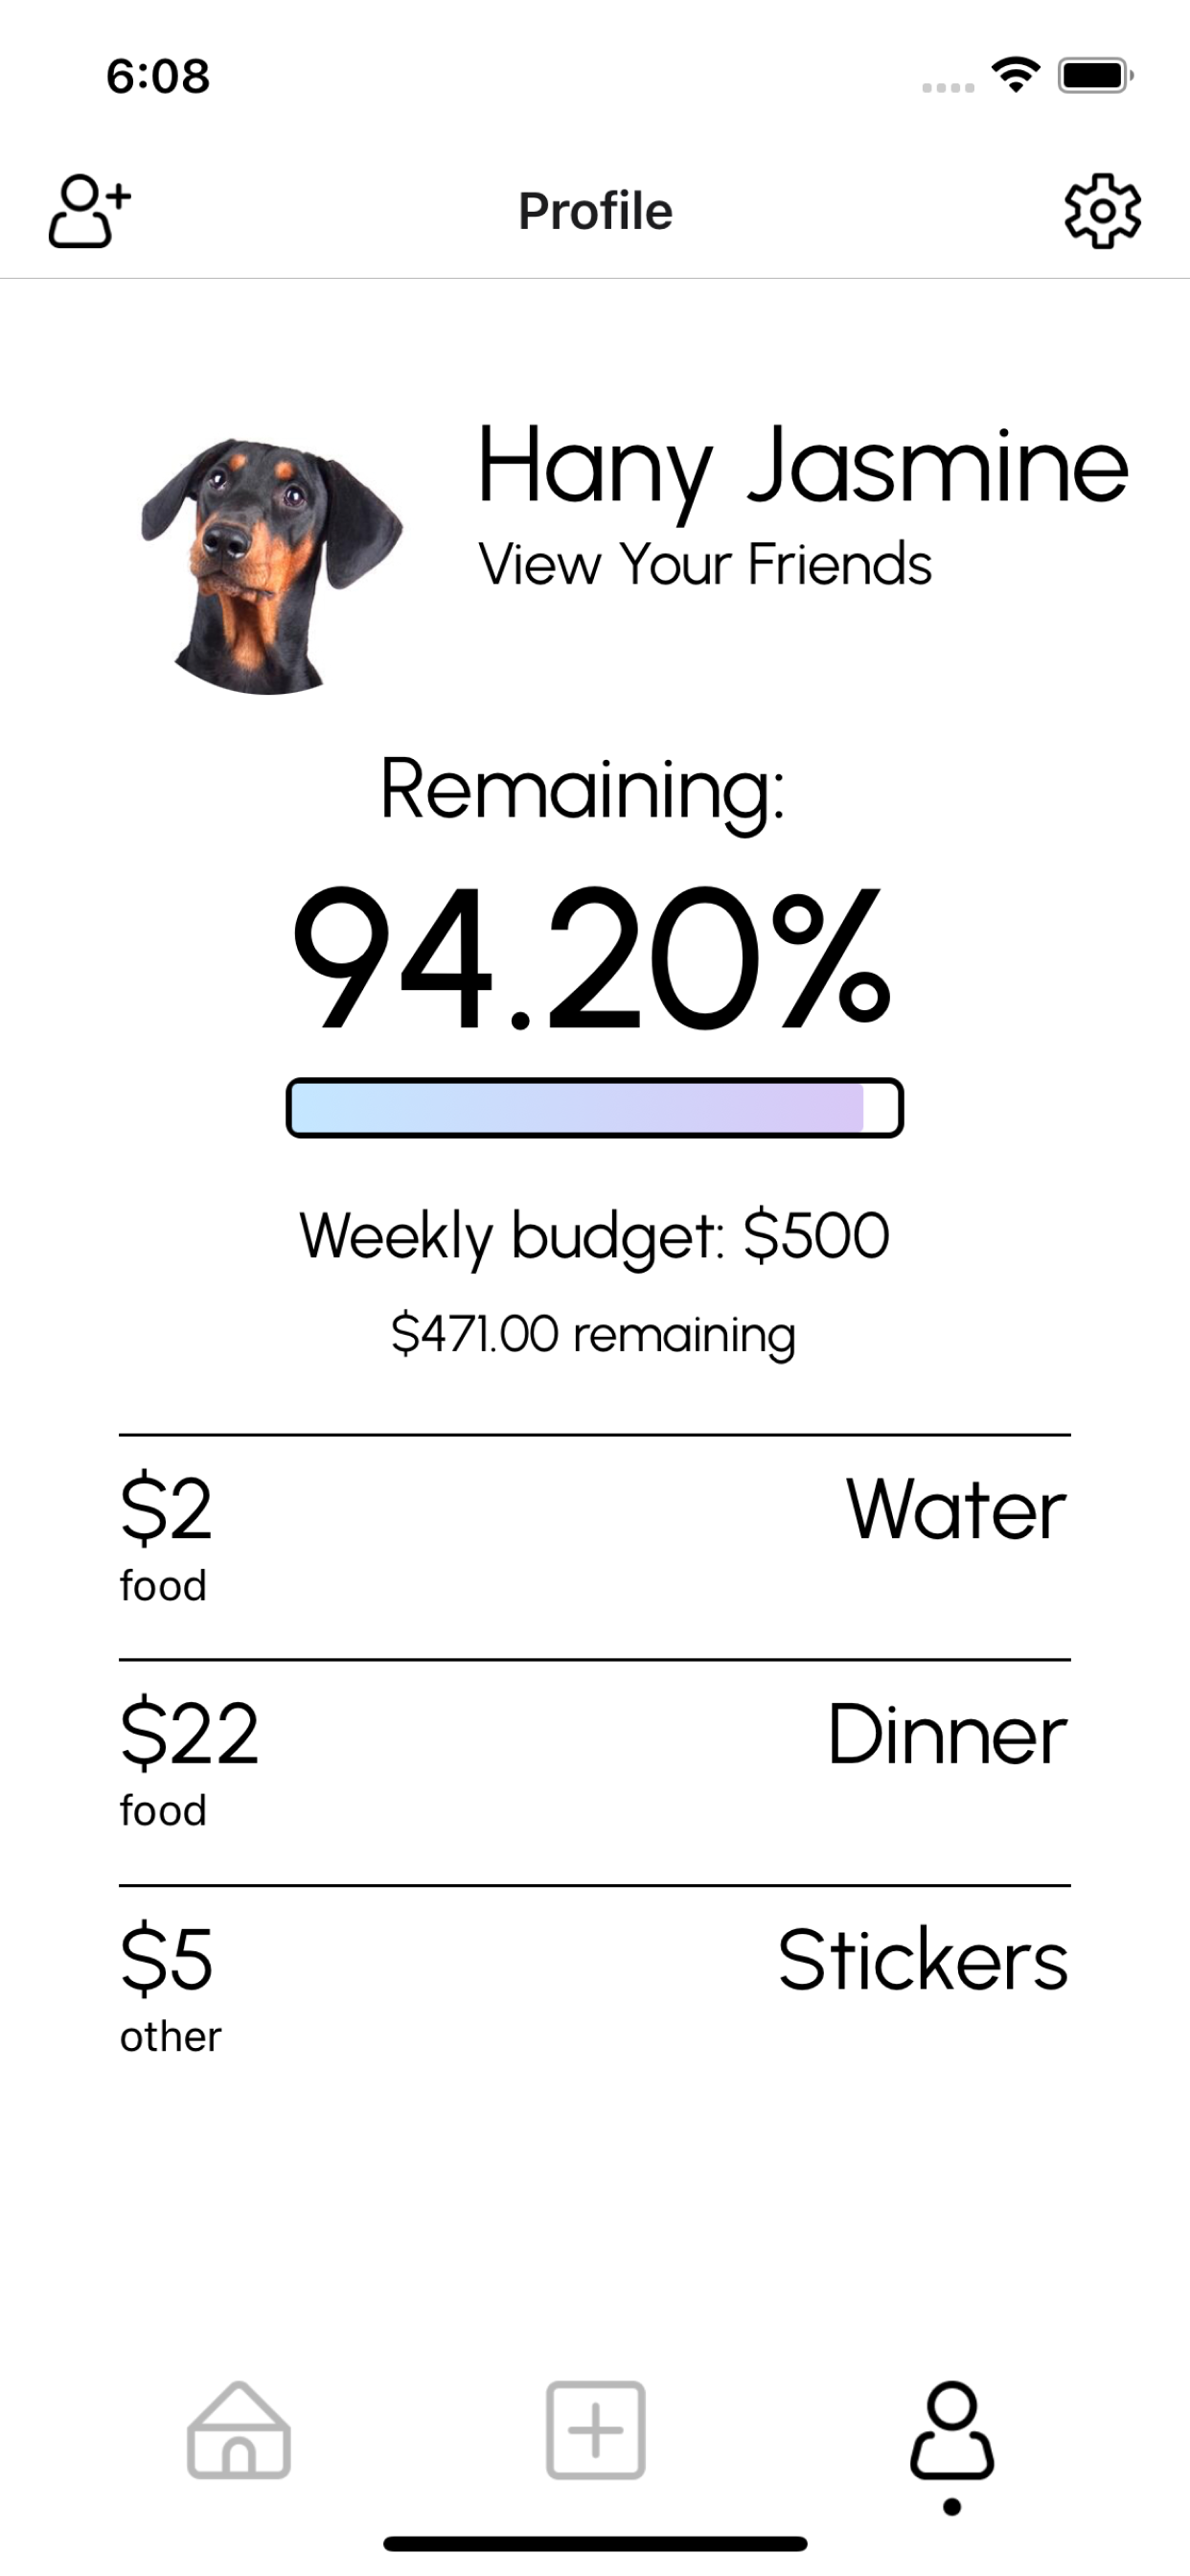 6:08
Profile
Hany Jasmine
View Your Friends
Remaining:
94.20%
Weekly budget: $500
$471.00 remaining
$2 Water
food
$22 Dinner
food
$5 Stickers
other